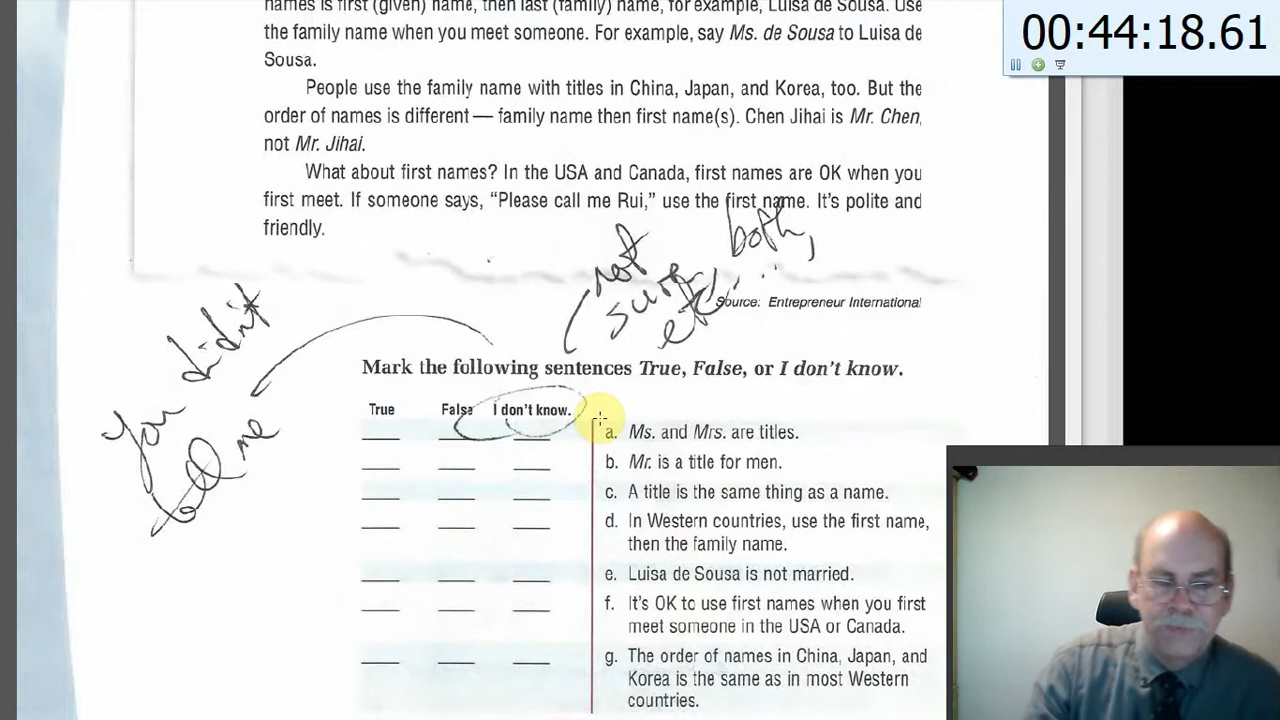 names is first (given) name, then last (family) name, for example, Luisa de Sousa. Use
the family name when you meet someone. For example, say Ms. de Sousa to Luisa de
Sousa.
People use the family name with titles in China, Japan, and Korea, too. But the
order of names is different — family name then first name(s). Chen Jihai is Mr. Chen,
not Mr. Jihai.
What about first names? In the USA and Canada, first names are OK when you
first meet. If someone says, “Please call me Rui,” use the first name. It’s polite and
friendly.
Source: Entrepreneur International
00:44:18.61
both,
not
sure,
etc.....
You didn't
tell me
Mark the following sentences True, False, or I don’t know.
True False I don’t know.
a. Ms. and Mrs. are titles.
b. Mr. is a title for men.
c. A title is the same thing as a name.
d. In Western countries, use the first name,
then the family name.
e. Luisa de Sousa is not married.
f. It’s OK to use first names when you first
meet someone in the USA or Canada.
g. The order of names in China, Japan, and
Korea is the same as in most Western
countries.